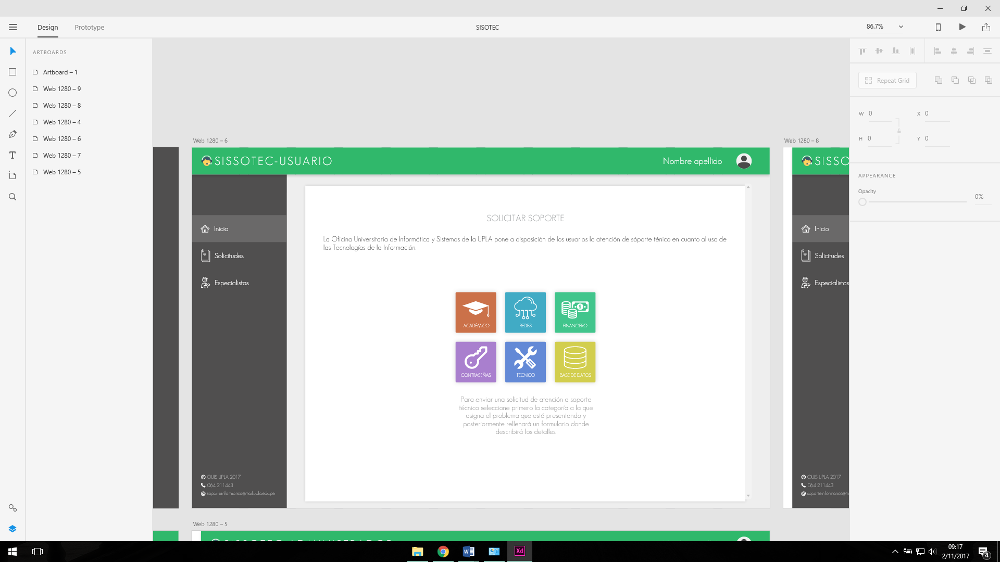 Design
Prototype
SISOTEC
86.7%
ARTBOARDS
Artboard – 1
Web 1280 – 9
Web 1280 – 8
Web 1280 – 4
Web 1280 – 6
Web 1280 – 7
Web 1280 – 5
Web 1280 – 6
SISSOTEC-USUARIO
Nombre apellido
Inicio
Solicitudes
Especialistas
SOLICITAR SOPORTE
La Oficina Universitaria de Informática y Sistemas de la UPLA pone a disposición de los usuarios la atención de sóporte ténico en cuanto al uso de
las Tecnologías de la Información.
ACADÉMICO
REDES
FINANCIERO
CONTRASEÑAS
TECNICO
BASE DE DATOS
Para enviar una solicitud de atención a soporte
técnico seleccione primero la categoría a la que
asigna el problema que está presentando y
posteriormente rellenará un formulario donde
describirá los detalles.
© OUIS UPLA 2017
064 211443
@ soporteinformatica@mail.upla.edu.pe
Web 1280 – 8
SISSO
Inicio
Solicitudes
Especialistas
© OUIS UPLA 2017
064 211443
@ soporteinformatica@m
Web 1280 – 5
SISSOTEC-ADMINISTRADOR
Repeat Grid
W 0
X 0
H 0
Y 0
APPEARANCE
Opacity
0%
Xd
09:17
2/11/2017
4